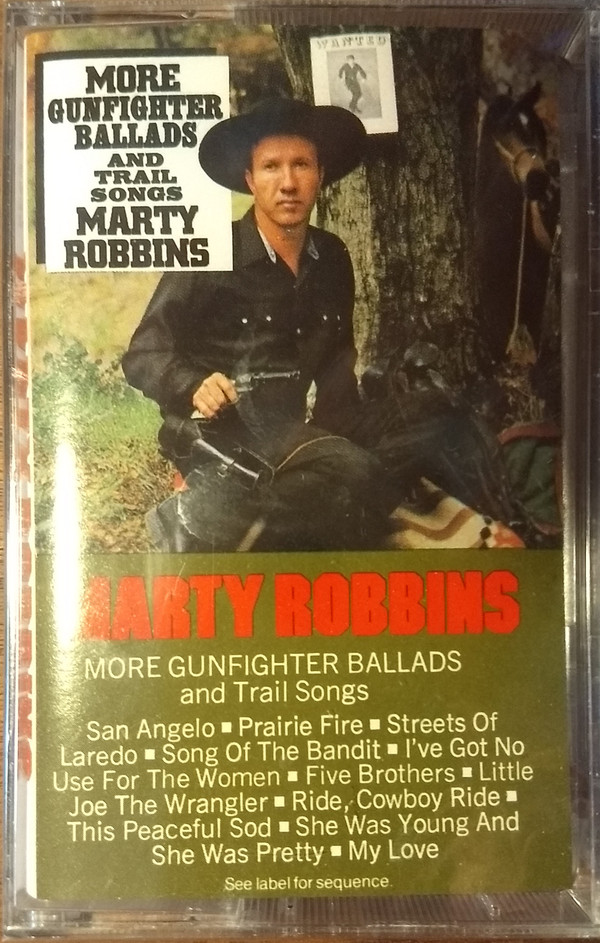 WANTED
MORE
GUNFIGHTER
BALLADS
AND
TRAIL
SONGS
MARTY
ROBBINS
MARTY ROBBINS
MARTY ROBBINS
MORE GUNFIGHTER BALLADS
and Trail Songs
San Angelo ▪ Prairie Fire ▪ Streets Of
Laredo ▪ Song Of The Bandit ▪ I've Got No
Use For The Women ▪ Five Brothers ▪ Little
Joe The Wrangler ▪ Ride, Cowboy Ride ▪
This Peaceful Sod ▪ She Was Young And
She Was Pretty ▪ My Love
See label for sequence.